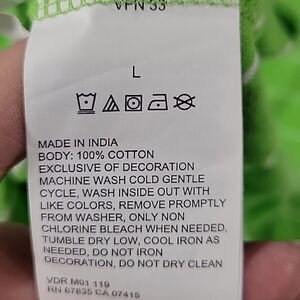 VPN 33
L
MADE IN INDIA
BODY: 100% COTTON
EXCLUSIVE OF DECORATION
MACHINE WASH COLD GENTLE
CYCLE, WASH INSIDE OUT WITH
LIKE COLORS, REMOVE PROMPTLY
FROM WASHER, ONLY NON
CHLORINE BLEACH WHEN NEEDED,
TUMBLE DRY LOW, COOL IRON AS
NEEDED, DO NOT IRON
DECORATION, DO NOT DRY CLEAN
VDR M01 119
RN 67835 CA 07415